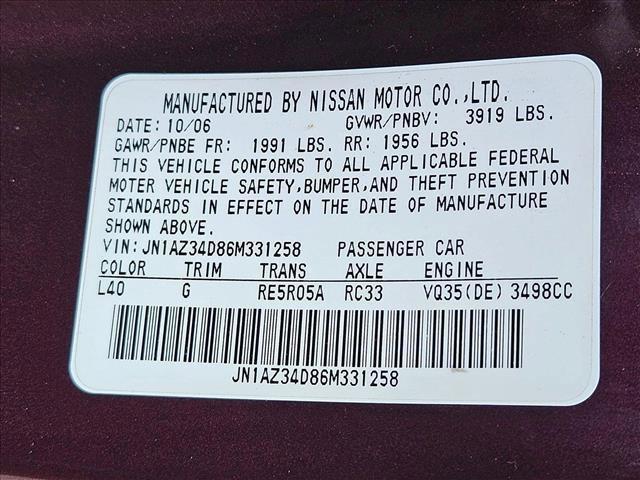 MANUFACTURED BY NISSAN MOTOR CO.,LTD.
DATE: 10/06 GVWR/PNBV: 3919 LBS.
GAWR/PNBE FR: 1991 LBS. RR: 1956 LBS.
THIS VEHICLE CONFORMS TO ALL APPLICABLE FEDERAL
MOTER VEHICLE SAFETY,BUMPER,AND THEFT PREVENTION
STANDARDS IN EFFECT ON THE DATE OF MANUFACTURE
SHOWN ABOVE.
VIN:JN1AZ34D86M331258 PASSENGER CAR
COLOR TRIM TRANS AXLE ENGINE
L40 G RE5R05A RC33 VQ35(DE) 3498CC
JN1AZ34D86M331258